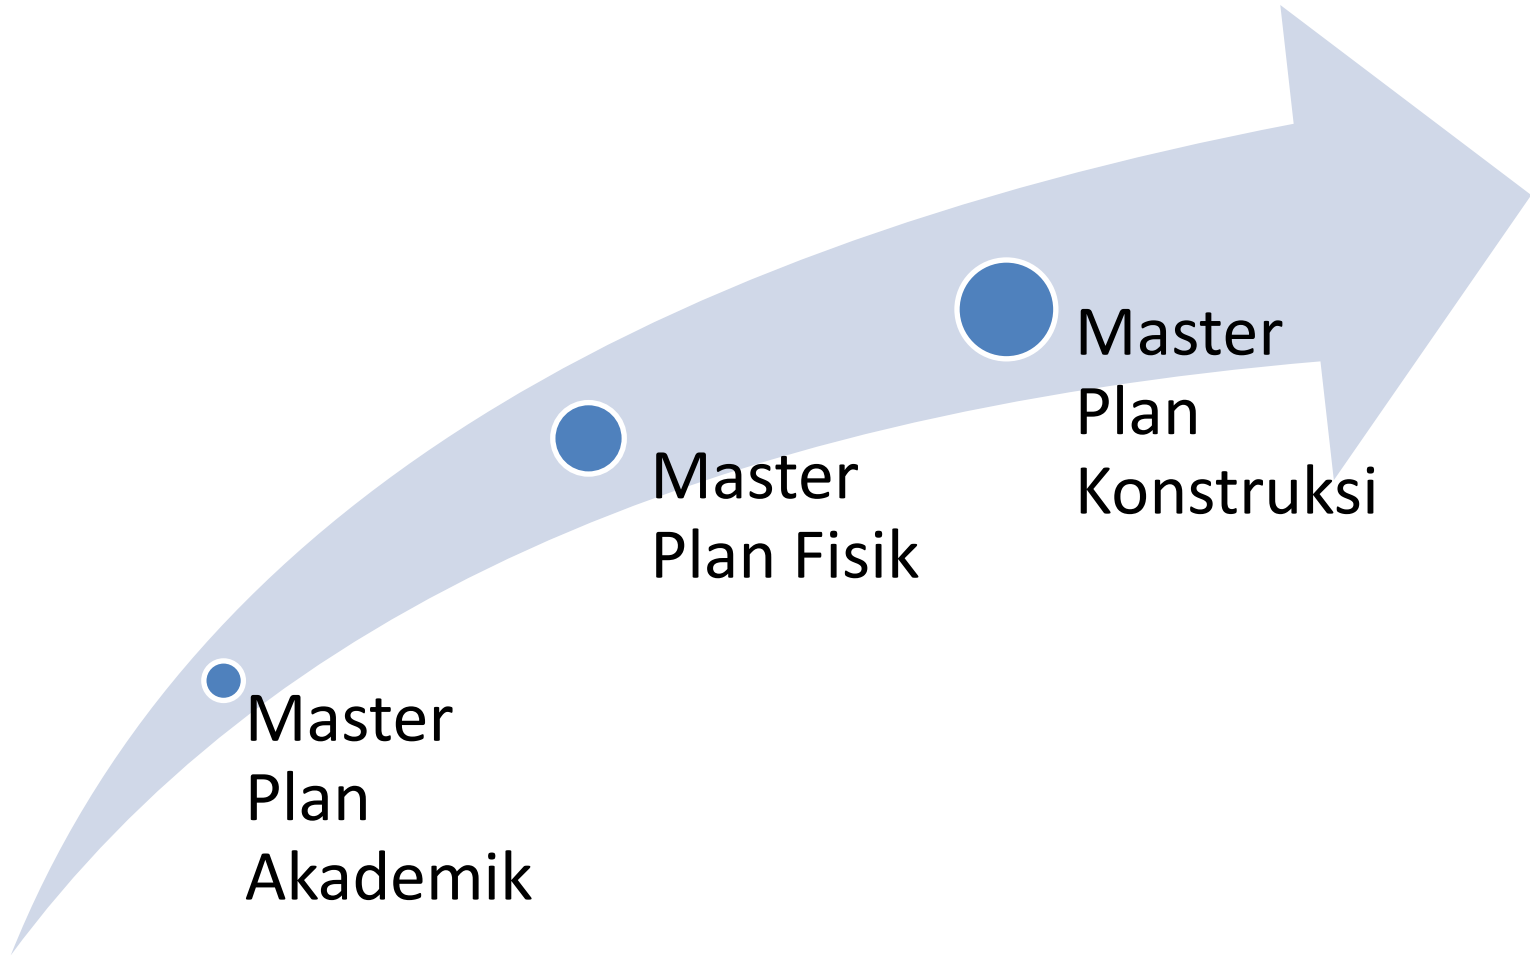 Master
Plan
Akademik
Master
Plan Fisik
Master
Plan
Konstruksi